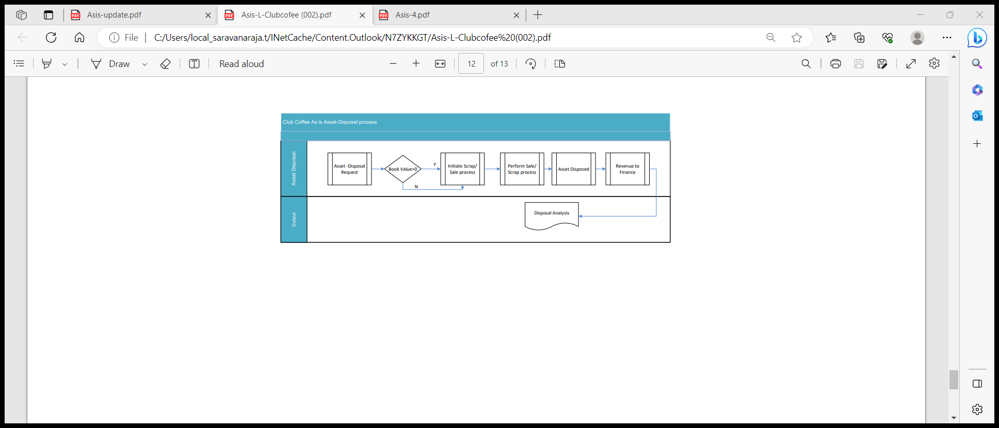 Asis-update.pdf
Asis-L-Clubcofee (002).pdf
Asis-4.pdf
File
C:/Users/local_saravanaraja.t/INetCache/Content.Outlook/N7ZYKKGT/Asis-L-Clubcofee%20(002).pdf
Draw
T
Read aloud
12
of 13
Club Coffee As is Asset-Disposal process
Asset Disposal
Asset -Disposal
Request
Book Value>0
Y
N
Initiate Scrap/
Sale process
Perform Sale/
Scrap process
Asset Disposed
Revenue to
Finance
Output
Disposal Analysis